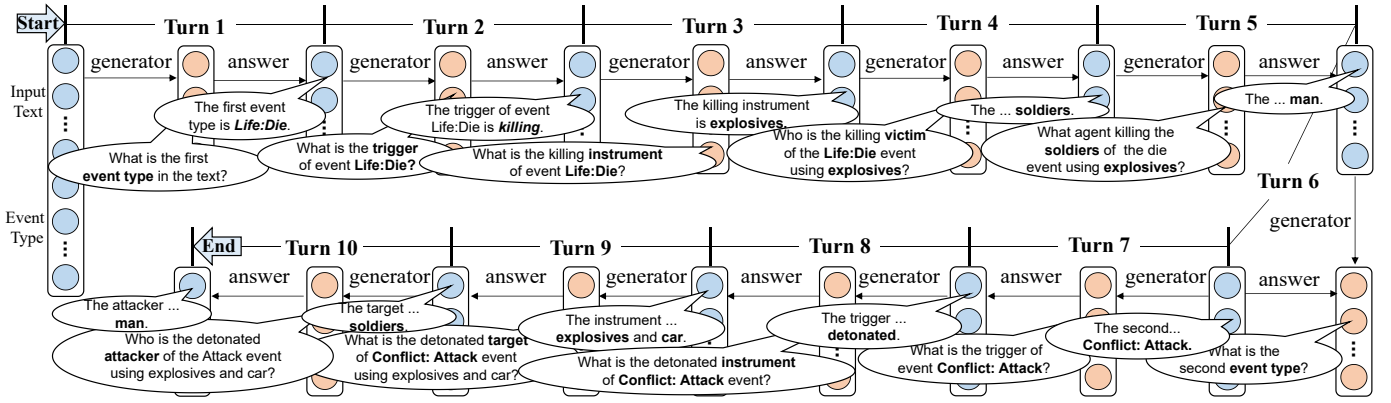 Start
Turn 1
Turn 2
Turn 3
Turn 4
Turn 5
generator
answer
generator
answer
generator
answer
generator
answer
generator
answer
Input
Text
The first event
type is Life:Die.
What is the first
event type in the text?
The trigger of event
Life:Die is killing.
What is the trigger
of event Life:Die?
The killing instrument
is explosives.
What is the killing instrument
of event Life:Die?
The ... soldiers.
Who is the killing victim
of the Life:Die event
using explosives?
The ... man.
What agent killing the
soldiers of the die
event using explosives?
Turn 6
generator
Event
Type
End
Turn 10
Turn 9
Turn 8
Turn 7
answer
generator
answer
generator
answer
generator
answer
generator
answer
The attacker ...
man.
Who is the detonated
attacker of the Attack event
using explosives and car?
The target ...
soldiers.
What is the detonated target
of Conflict: Attack event
using explosives and car?
The instrument ...
explosives and car.
What is the detonated instrument
of Conflict: Attack event?
The trigger ...
detonated.
What is the trigger of
event Conflict: Attack?
The second...
Conflict: Attack.
What is the
second event type?